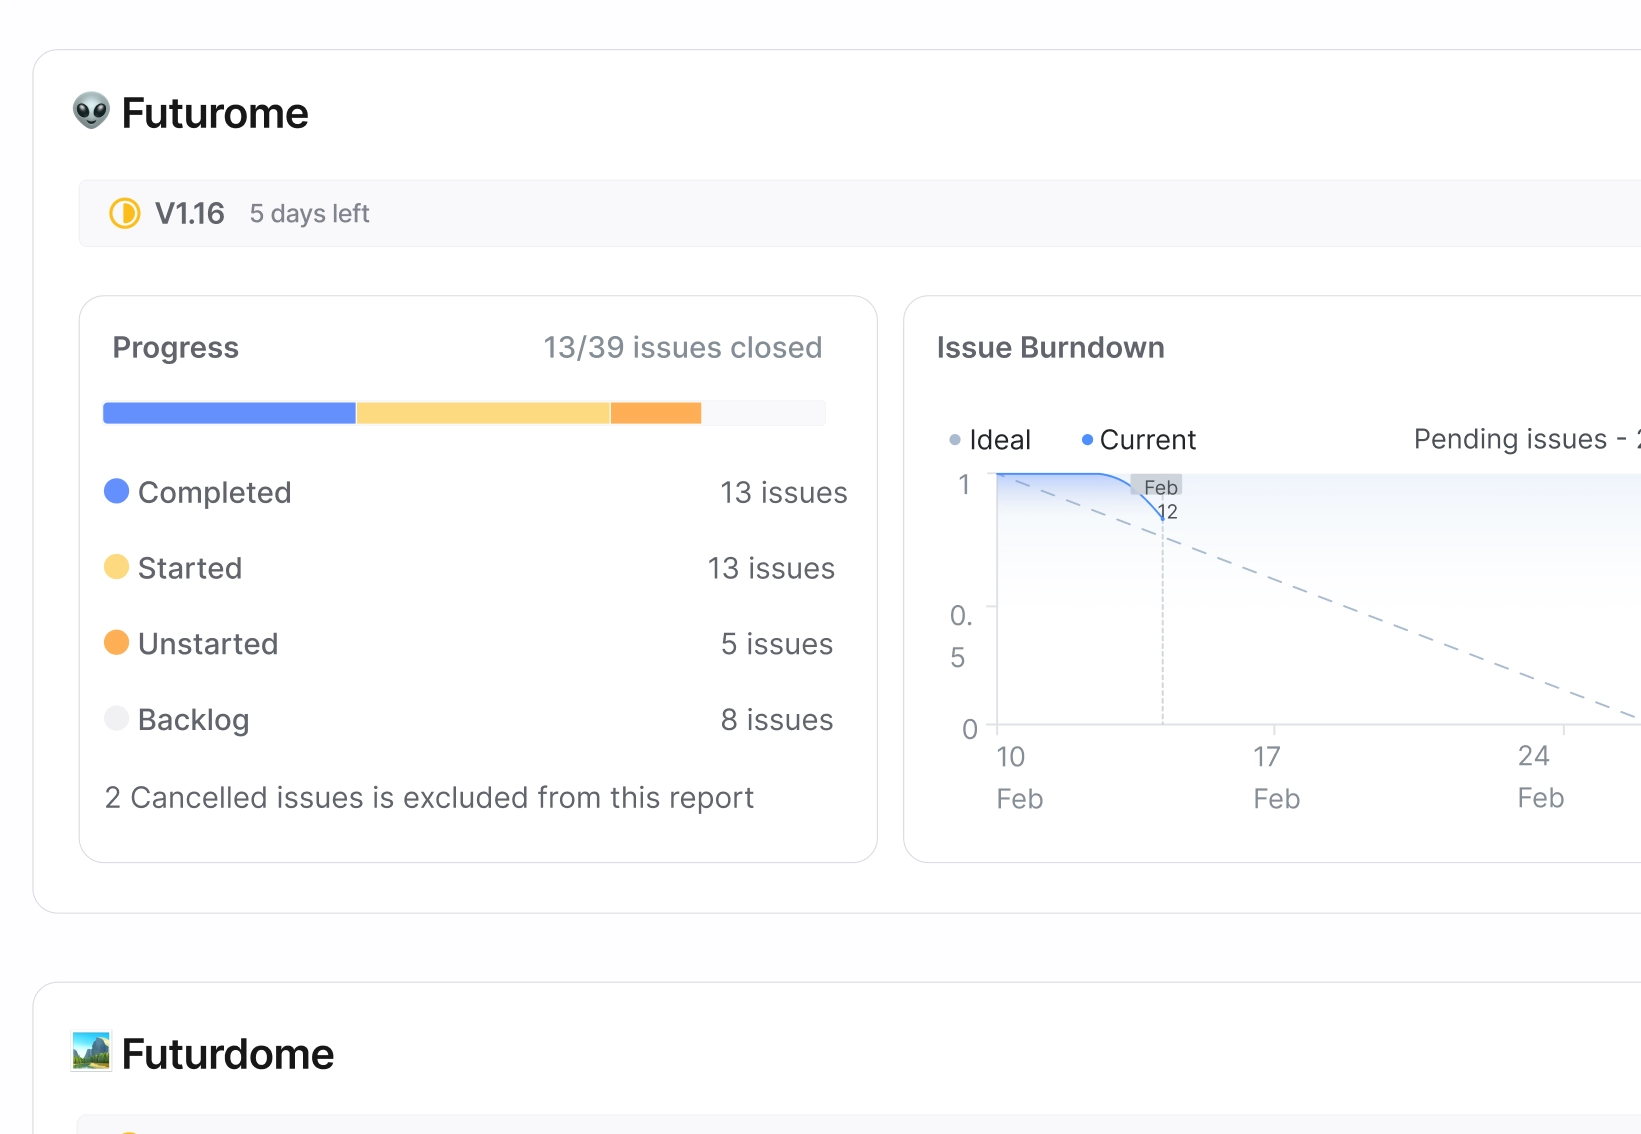 Futurome
V1.16 5 days left
Progress 13/39 issues closed
Completed 13 issues
Started 13 issues
Unstarted 5 issues
Backlog 8 issues
2 Cancelled issues is excluded from this report
Issue Burndown
Ideal Current Pending issues -
1
0.
5
0
Feb
12
10
Feb
17
Feb
24
Feb
Futurdome